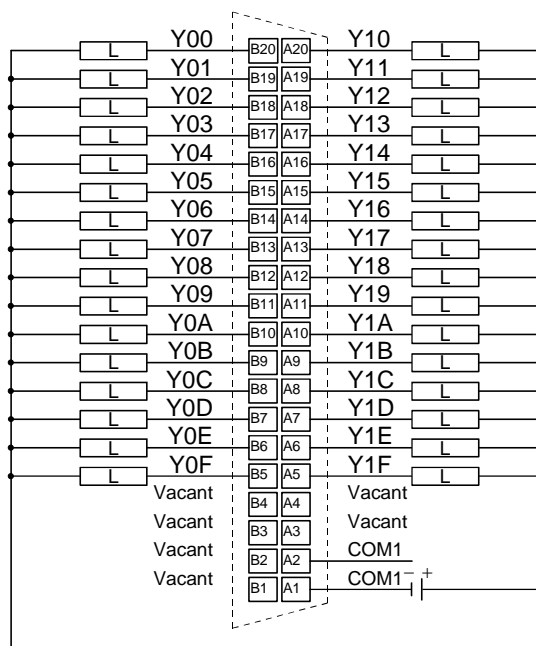 L Y00 B20 A20 Y10 L
L Y01 B19 A19 Y11 L
L Y02 B18 A18 Y12 L
L Y03 B17 A17 Y13 L
L Y04 B16 A16 Y14 L
L Y05 B15 A15 Y15 L
L Y06 B14 A14 Y16 L
L Y07 B13 A13 Y17 L
L Y08 B12 A12 Y18 L
L Y09 B11 A11 Y19 L
L Y0A B10 A10 Y1A L
L Y0B B9 A9 Y1B L
L Y0C B8 A8 Y1C L
L Y0D B7 A7 Y1D L
L Y0E B6 A6 Y1E L
L Y0F B5 A5 Y1F L
Vacant B4 A4 Vacant
Vacant B3 A3 Vacant
Vacant B2 A2 COM1
Vacant B1 A1 COM1 - +